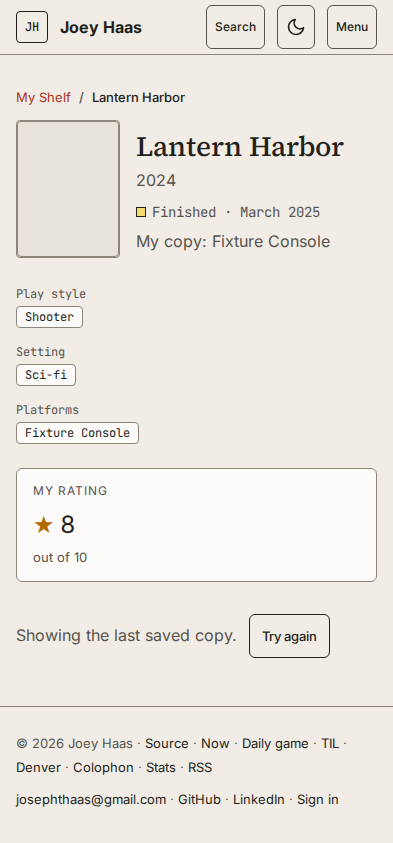 JH Joey Haas Search Menu
My Shelf / Lantern Harbor
Lantern Harbor
2024
Finished · March 2025
My copy: Fixture Console
Play style
Shooter
Setting
Sci-fi
Platforms
Fixture Console
MY RATING
★ 8
out of 10
Showing the last saved copy. Try again
© 2026 Joey Haas · Source · Now · Daily game · TIL ·
Denver · Colophon · Stats · RSS
josephthaas@gmail.com · GitHub · LinkedIn · Sign in